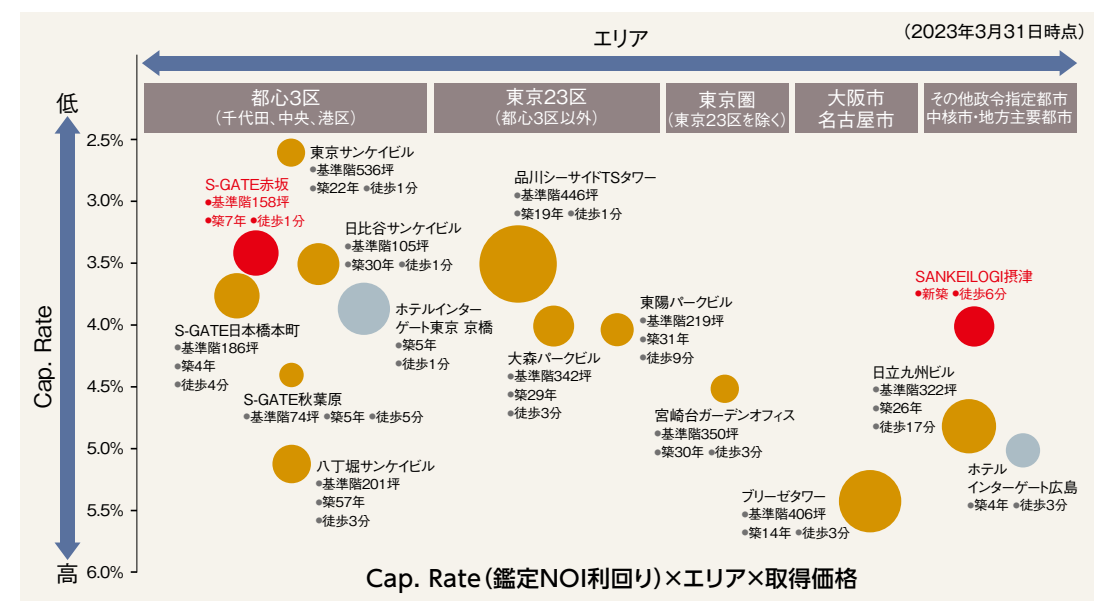 (2023年3月31日時点)
エリア
都心3区
(千代田、中央、港区)
東京23区
(都心3区以外)
東京圏
(東京23区を除く)
大阪市
名古屋市
その他政令指定都市
中核市・地方主要都市
低
Cap. Rate
高
2.5%
3.0%
3.5%
4.0%
4.5%
5.0%
5.5%
6.0%
東京サンケイビル
●基準階536坪
●築22年 ●徒歩1分
S-GATE赤坂
●基準階158坪
●築7年 ●徒歩1分
日比谷サンケイビル
●基準階105坪
●築30年 ●徒歩1分
S-GATE日本橋本町
●基準階186坪
●築4年
●徒歩4分
ホテルインター
ゲート東京 京橋
●築5年
●徒歩1分
S-GATE秋葉原
●基準階74坪 ●築5年 ●徒歩5分
八丁堀サンケイビル
●基準階201坪
●築57年
●徒歩3分
品川シーサイドTSタワー
●基準階446坪
●築19年 ●徒歩1分
大森パークビル
●基準階342坪
●築29年
●徒歩3分
東陽パークビル
●基準階219坪
●築31年
●徒歩9分
宮崎台ガーデンオフィス
●基準階350坪
●築30年 ●徒歩3分
ブリーゼタワー
●基準階406坪
●築14年 ●徒歩3分
SANKEILOGI摂津
●新築 ●徒歩6分
日立九州ビル
●基準階322坪
●築26年
●徒歩17分
ホテル
インターゲート広島
●築4年 ●徒歩3分
Cap. Rate(鑑定NOI利回り)×エリア×取得価格